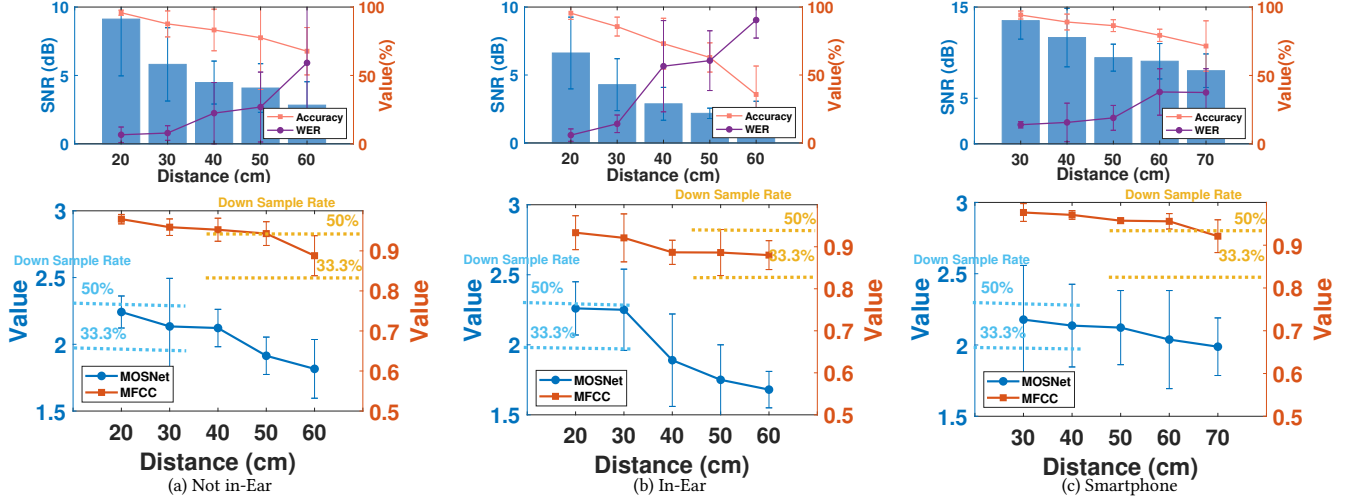 10
5
0
SNR (dB)
100
50
0
Value(%)
Accuracy
WER
20 30 40 50 60
Distance (cm)
10
5
0
SNR (dB)
100
50
0
Value(%)
Accuracy
WER
20 30 40 50 60
Distance (cm)
15
5
0
SNR (dB)
100
50
0
Value(%)
Accuracy
WER
30 40 50 60 70
Distance (cm)
3
2.5
2
1.5
Value
Down Sample Rate
50%
33.3%
Down Sample Rate
50%
33.3%
0.9
0.8
0.7
0.6
0.5
Value
MOSNet
MFCC
20 30 40 50 60
Distance (cm)
(a) Not in-Ear
3
2.5
2
1.5
Value
Down Sample Rate
50%
33.3%
Down Sample Rate
50%
33.3%
0.9
0.8
0.7
0.6
0.5
Value
MOSNet
MFCC
20 30 40 50 60
Distance (cm)
(b) In-Ear
3
2.5
2
1.5
Value
Down Sample Rate
50%
33.3%
Down Sample Rate
50%
33.3%
0.9
0.8
0.7
0.6
0.5
Value
MOSNet
MFCC
30 40 50 60 70
Distance (cm)
(c) Smartphone